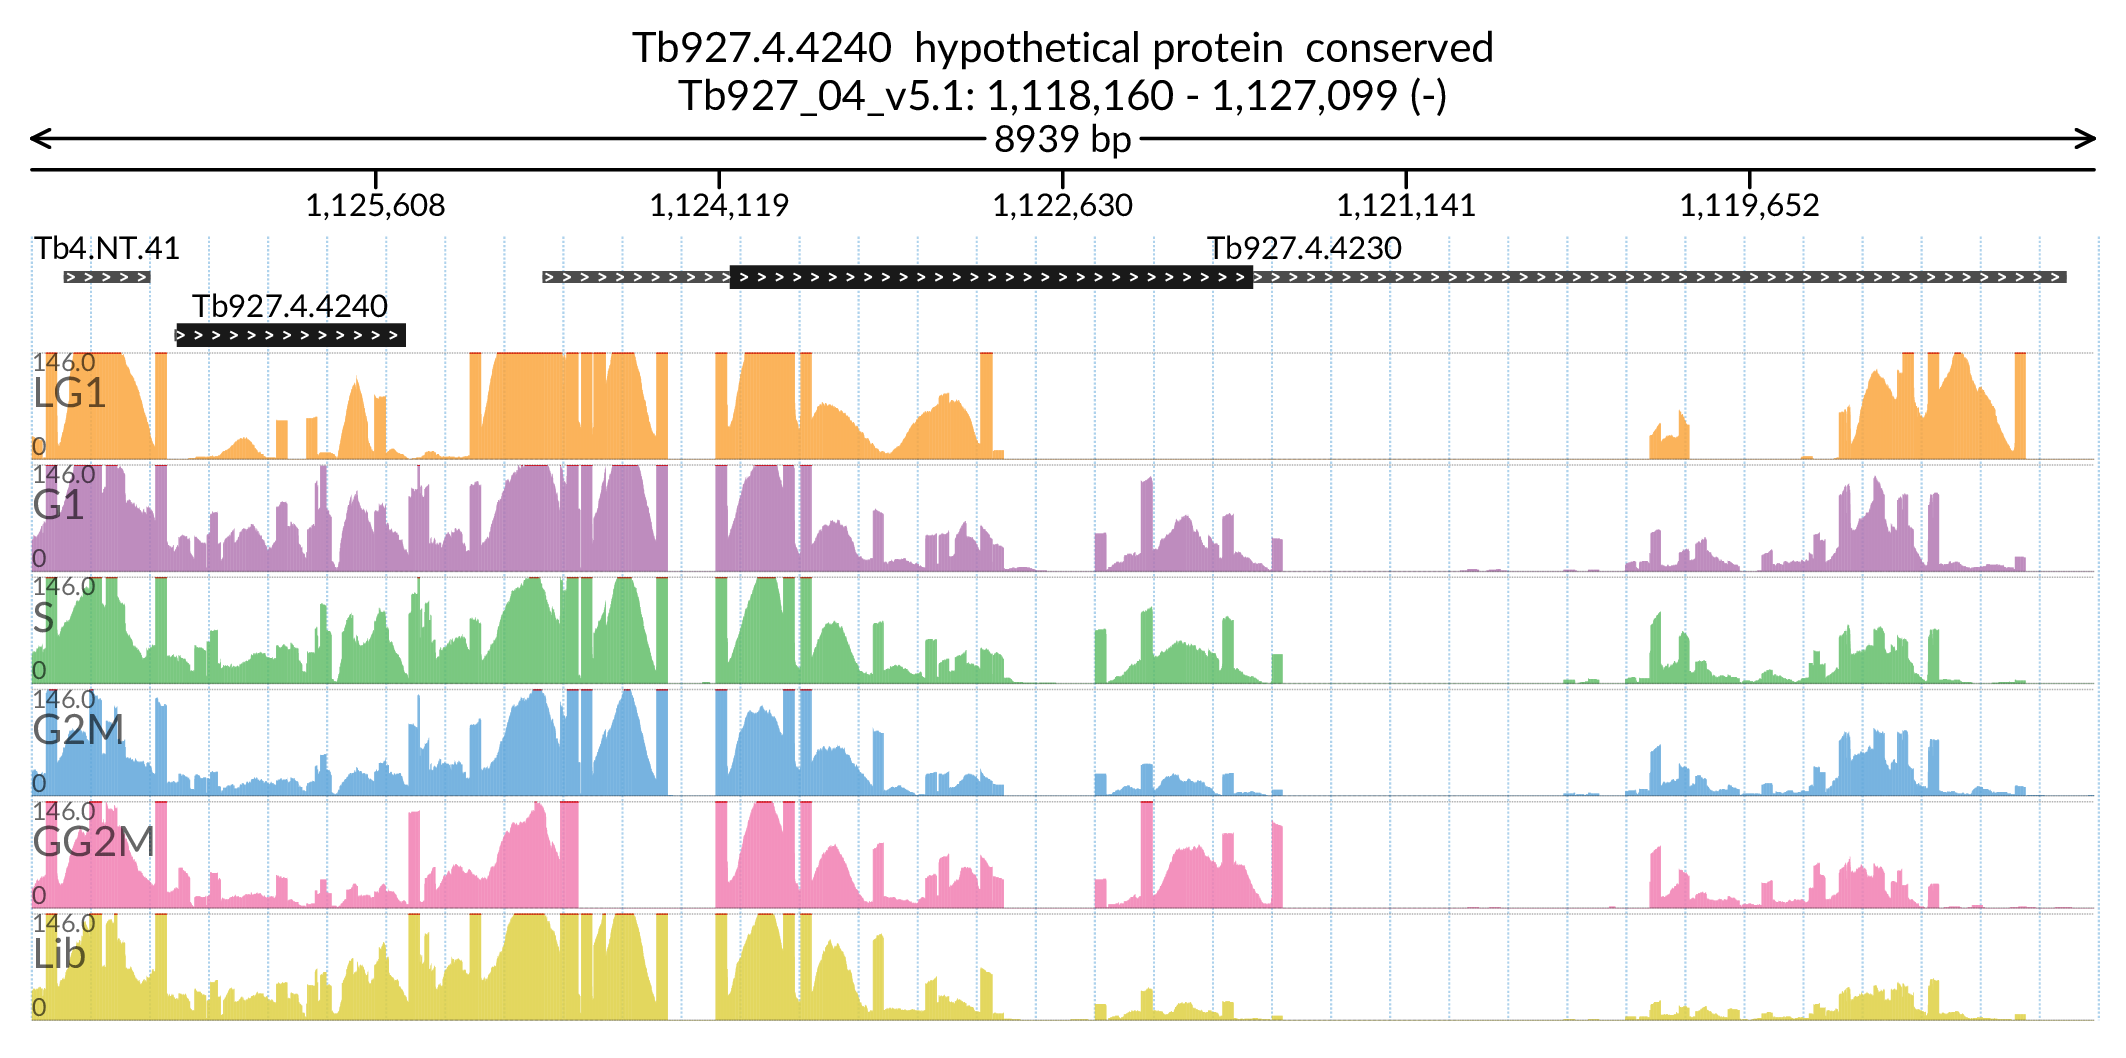 Tb927.4.4240  hypothetical protein  conserved
Tb927_04_v5.1: 1,118,160 - 1,127,099 (-)
8939 bp
1,125,608 1,124,119 1,122,630 1,121,141 1,119,652
Tb4.NT.41 Tb927.4.4230
Tb927.4.4240
146.0
LG1
0
146.0
G1
0
146.0
S
0
146.0
G2M
0
146.0
GG2M
0
146.0
Lib
0